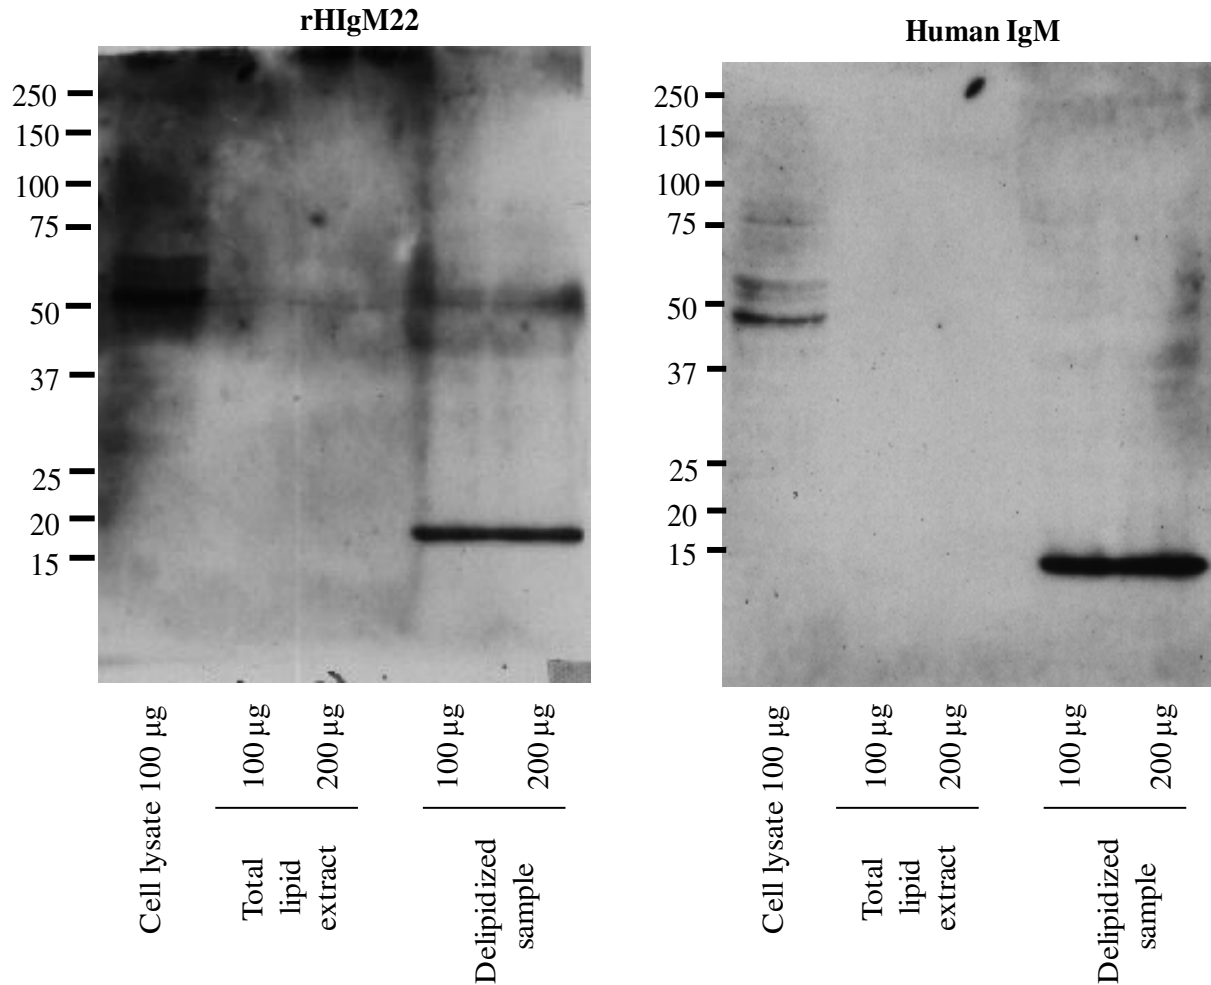 rHIgM22
250
150
100
75
50
37
25
20
15
Cell lysate 100 µg
100 µg
200 µg
Total
lipid
extract
100 µg
200 µg
Delipidized
sample
Human IgM
250
150
100
75
50
37
25
20
15
Cell lysate 100 µg
100 µg
200 µg
Total
lipid
extract
100 µg
200 µg
Delipidized
sample